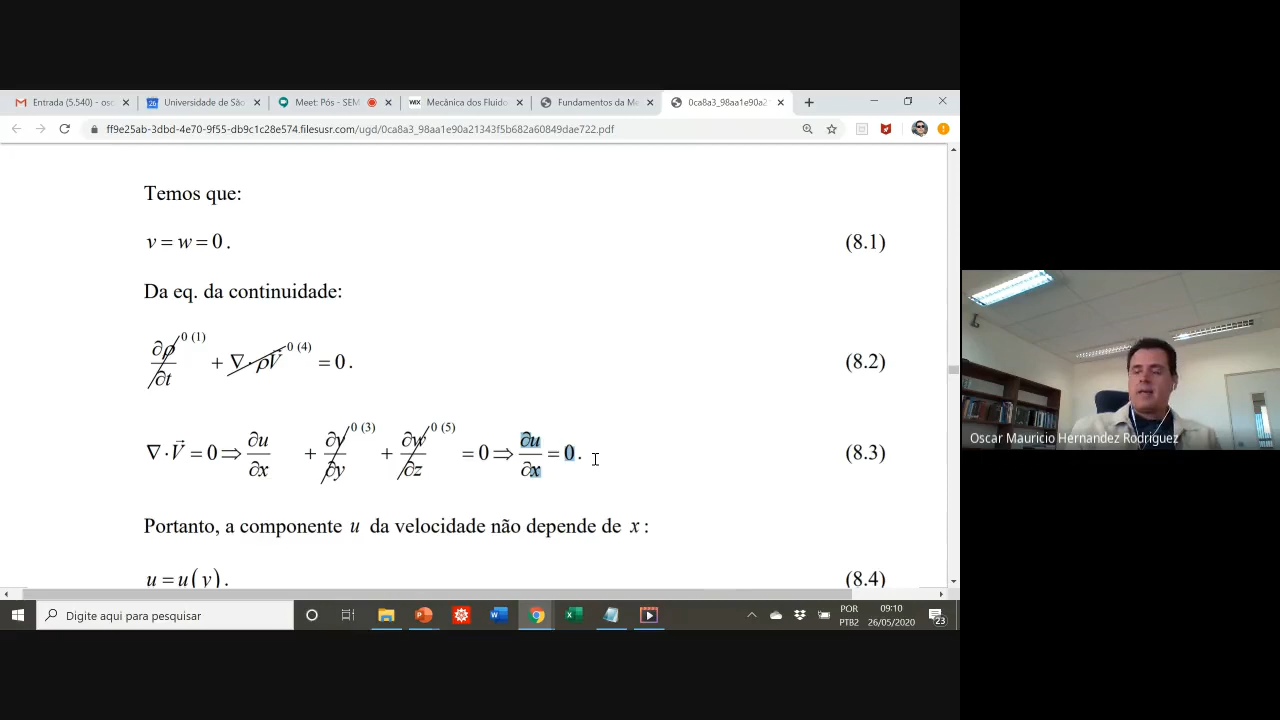 Entrada (5.540) - osc
Universidade de São
Meet: Pós - SEM
Mecânica dos Fluido
Fundamentos da Me
0ca8a3_98aa1e90a2
ff9e25ab-3dbd-4e70-9f55-db9c1c28e574.filesusr.com/ugd/0ca8a3_98aa1e90a21343f5b682a60849dae722.pdf
Temos que:
v = w = 0 . (8.1)
Da eq. da continuidade:
∂ρ/∂t 0 (1) + ∇·ρV⃗ 0 (4) = 0 . (8.2)
∇·V⃗ = 0 ⇒ ∂u/∂x + ∂v/∂y 0 (3) + ∂w/∂z 0 (5) = 0 ⇒ ∂u/∂x = 0 . (8.3)
Portanto, a componente u da velocidade não depende de x :
u = u(y) . (8.4)
Oscar Mauricio Hernandez Rodriguez
Digite aqui para pesquisar
POR
PTB2
09:10
26/05/2020
23